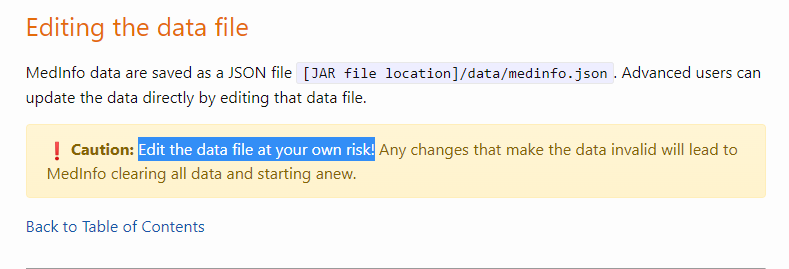 Editing the data file
MedInfo data are saved as a JSON file [JAR file location]/data/medinfo.json. Advanced users can
update the data directly by editing that data file.
❗ Caution: Edit the data file at your own risk! Any changes that make the data invalid will lead to
MedInfo clearing all data and starting anew.
Back to Table of Contents